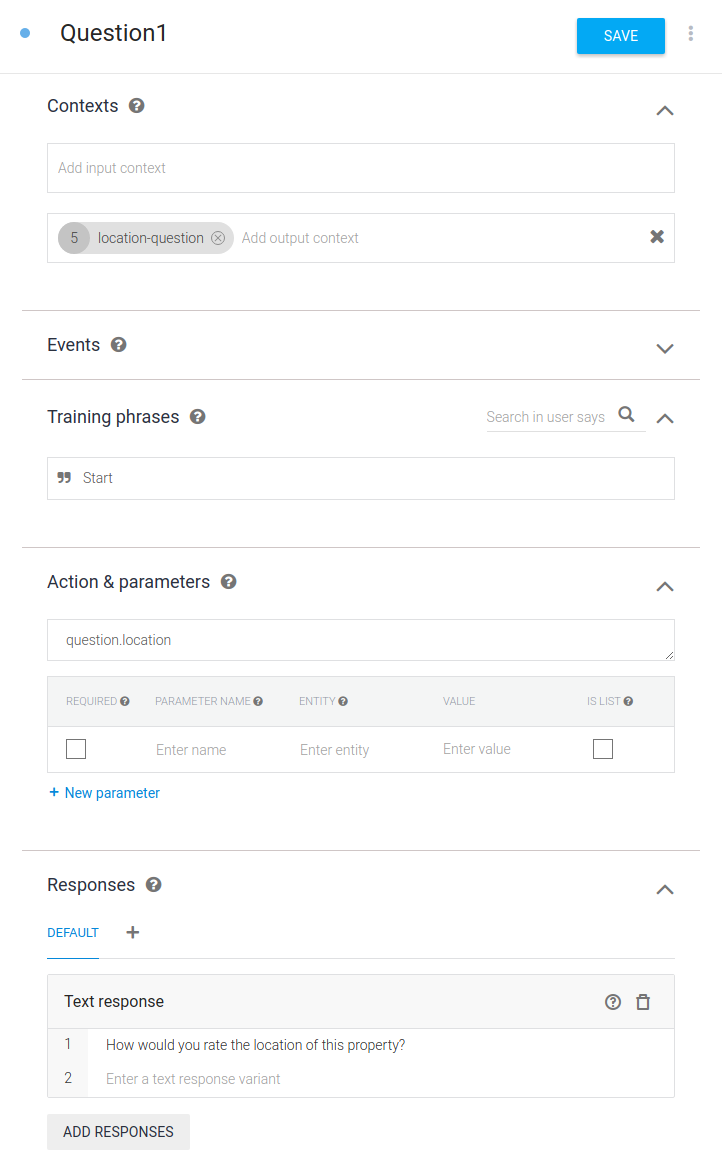 Question1
SAVE
Contexts
Add input context
5 location-question Add output context
Events
Training phrases Search in user says
Start
Action & parameters
question.location
REQUIRED PARAMETER NAME ENTITY VALUE IS LIST
Enter name Enter entity Enter value
+ New parameter
Responses
DEFAULT +
Text response
1 How would you rate the location of this property?
2 Enter a text response variant
ADD RESPONSES